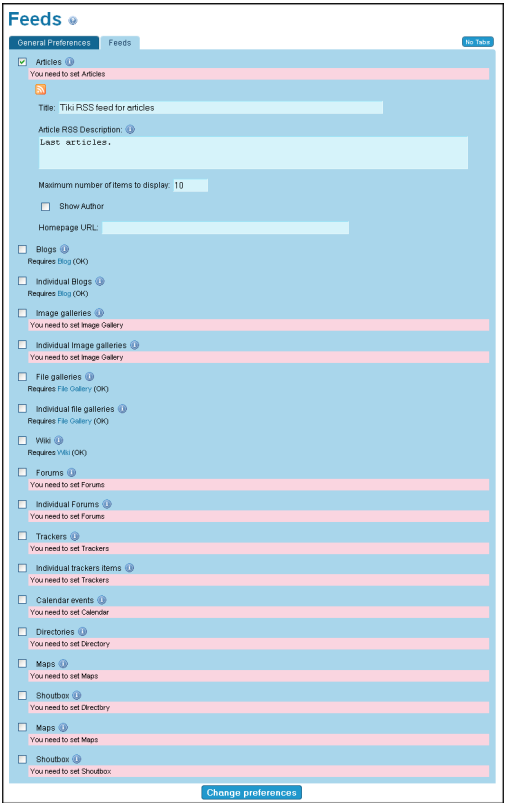 Feeds
General Preferences Feeds No Tabs
Articles
You need to set Articles
Title: Tiki RSS feed for articles
Article RSS Description:
Last articles.
Maximum number of items to display: 10
Show Author
Homepage URL:
Blogs
Requires Blog (OK)
Individual Blogs
Requires Blog (OK)
Image galleries
You need to set Image Gallery
Individual Image galleries
You need to set Image Gallery
File galleries
Requires File Gallery (OK)
Individual file galleries
Requires File Gallery (OK)
Wiki
Requires Wiki (OK)
Forums
You need to set Forums
Individual Forums
You need to set Forums
Trackers
You need to set Trackers
Individual trackers items
You need to set Trackers
Calendar events
You need to set Calendar
Directories
You need to set Directory
Maps
You need to set Maps
Shoutbox
You need to set Directory
Maps
You need to set Maps
Shoutbox
You need to set Shoutbox
Change preferences